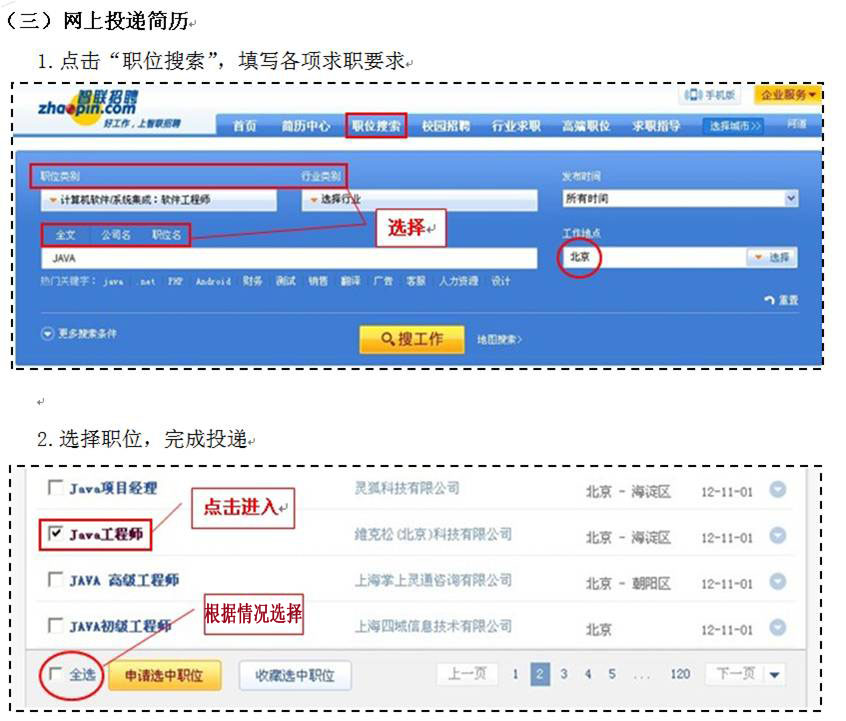 （三）网上投递简历
1.点击“职位搜索”，填写各项求职要求
智联招聘
zhaopin.com
好工作，上智联招聘
手机版 企业服务
首页 简历中心 职位搜索 校园招聘 行业求职 高端职位 求职指导 选择城市>> 问道
职位类别 行业类别 发布时间
计算机软件/系统集成：软件工程师 选择行业 所有时间
选择
全文 公司名 职位名 工作地点
JAVA 北京 选择
热门关键字： java .net PHP Android 财务 测试 销售 翻译 广告 客服 人力资源 设计
重置
更多搜索条件 搜工作 地图搜索>
2.选择职位，完成投递
Java项目经理 灵狐科技有限公司 北京 - 海淀区 12-11-01
点击进入
Java工程师 维克松(北京)科技有限公司 北京 - 海淀区 12-11-01
JAVA 高级工程师 上海掌上灵通咨询有限公司 北京 - 朝阳区 12-11-01
根据情况选择
JAVA初级工程师 上海四域信息技术有限公司 北京 12-11-01
全选 申请选中职位 收藏选中职位 上一页 1 2 3 4 5 ... 120 下一页